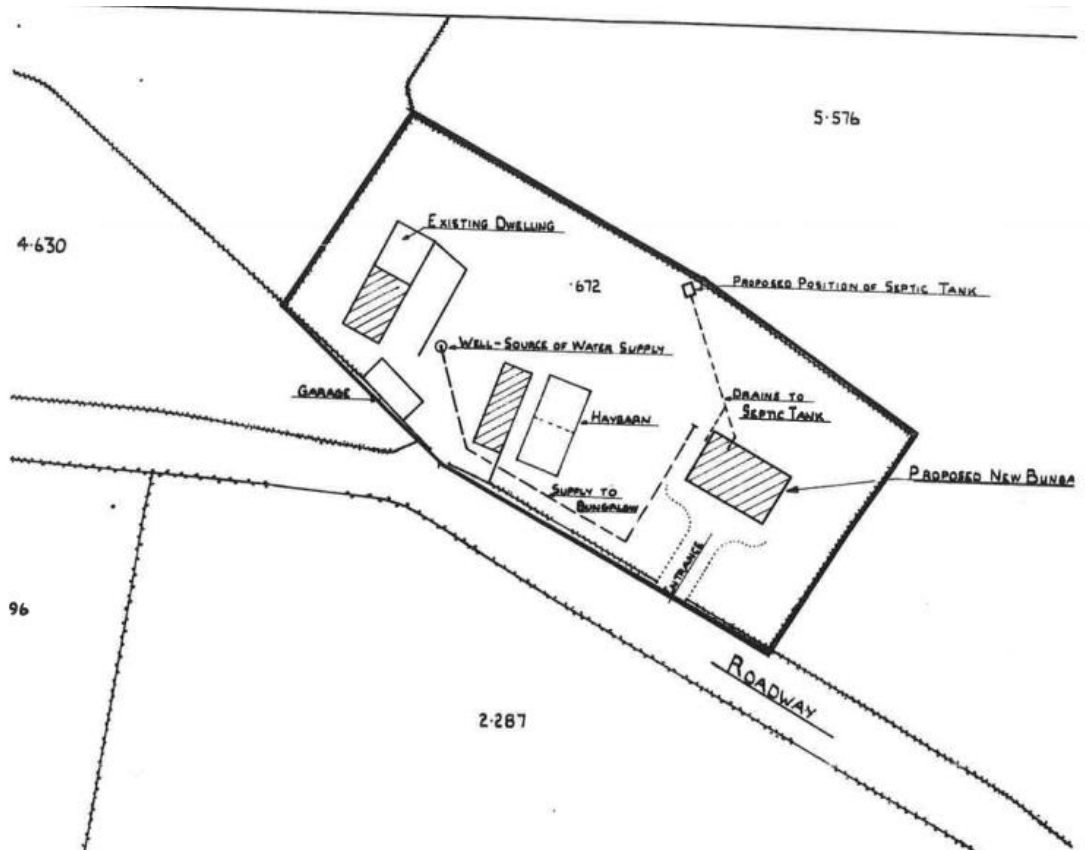 5·576
EXISTING DWELLING
4·630
·672
PROPOSED POSITION OF SEPTIC TANK
WELL-SOURCE OF WATER SUPPLY
GARAGE
HAYBARN
DRAINS TO
SEPTIC TANK
PROPOSED NEW BUNGA
SUPPLY TO
BUNGALOW
ENTRANCE
96
ROADWAY
2·287